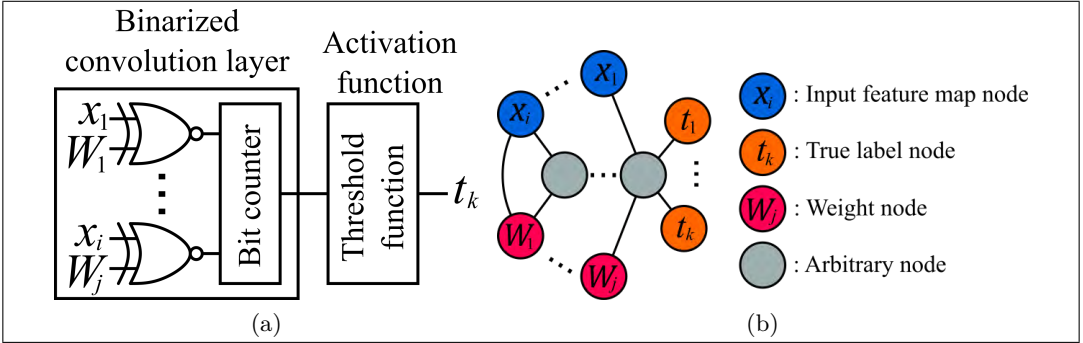 Binarized
convolution layer
Activation
function
x1
W1
xi
Wj
Bit counter
Threshold
function
tk
(a)
xi
x1
W1
Wj
t1
tk
xi : Input feature map node
tk : True label node
Wj : Weight node
: Arbitrary node
(b)